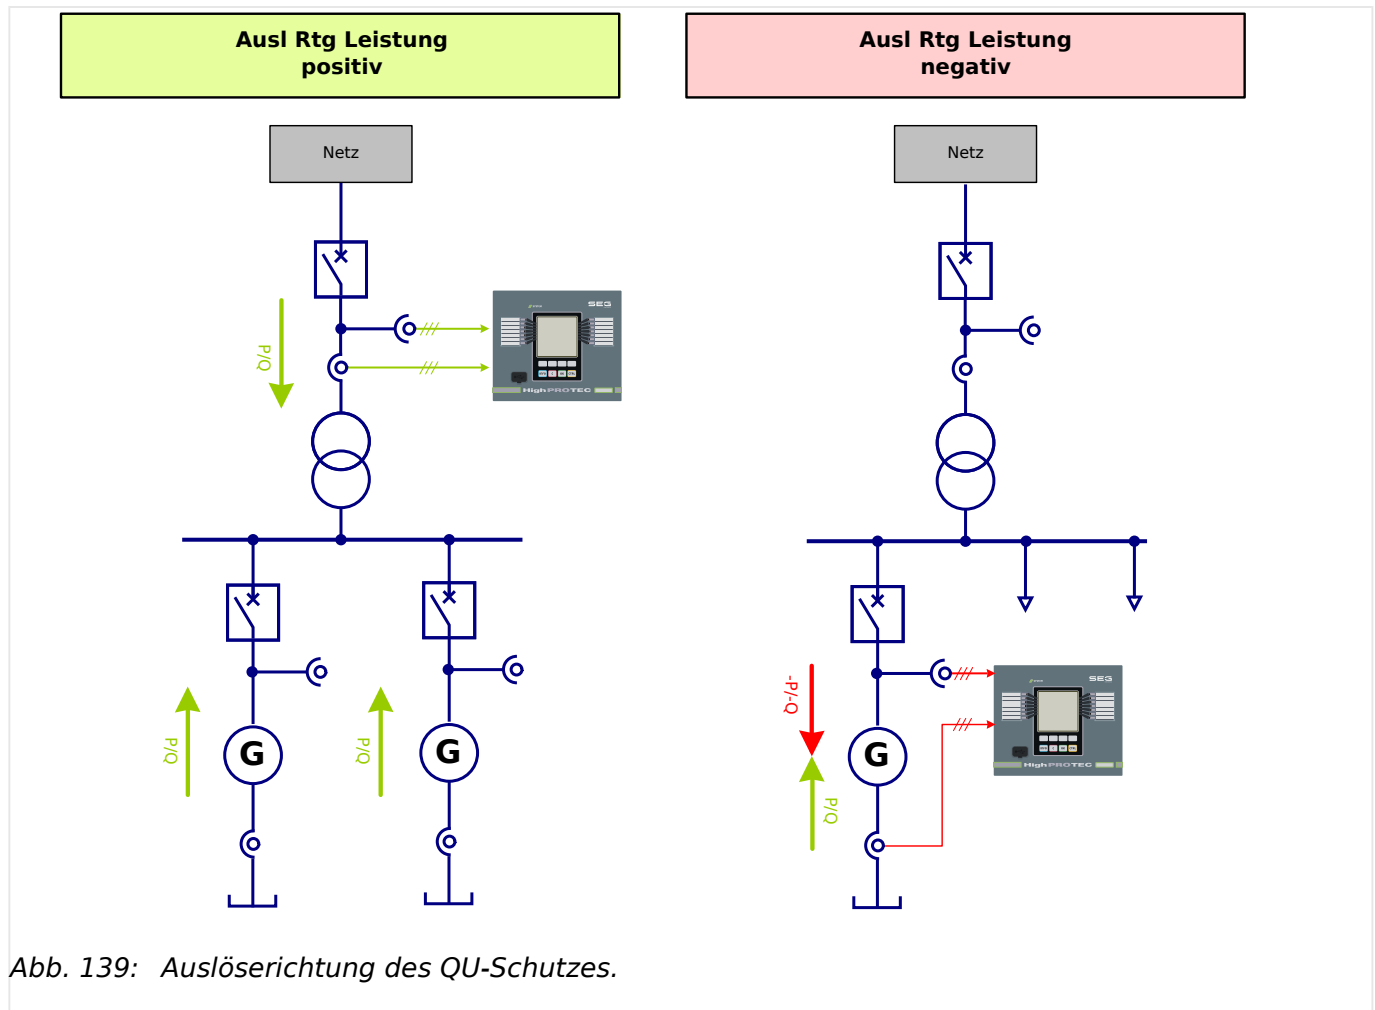 Ausl Rtg Leistung
positiv
Ausl Rtg Leistung
negativ
Netz
Netz
P/Q
SEG
HighPROTEC
P/Q
P/Q
G
G
-P/-Q
P/Q
G
SEG
HighPROTEC
Abb. 139: Auslöserichtung des QU-Schutzes.